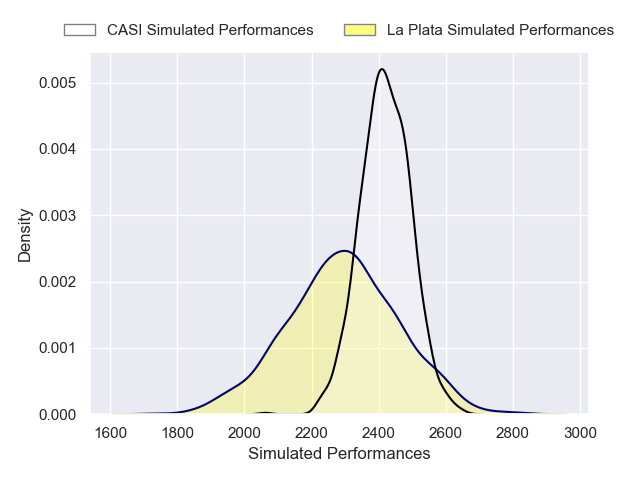 CASI Simulated Performances La Plata Simulated Performances
0.005
0.004
0.003
0.002
0.001
0.000
Density
1600 1800 2000 2200 2400 2600 2800 3000
Simulated Performances